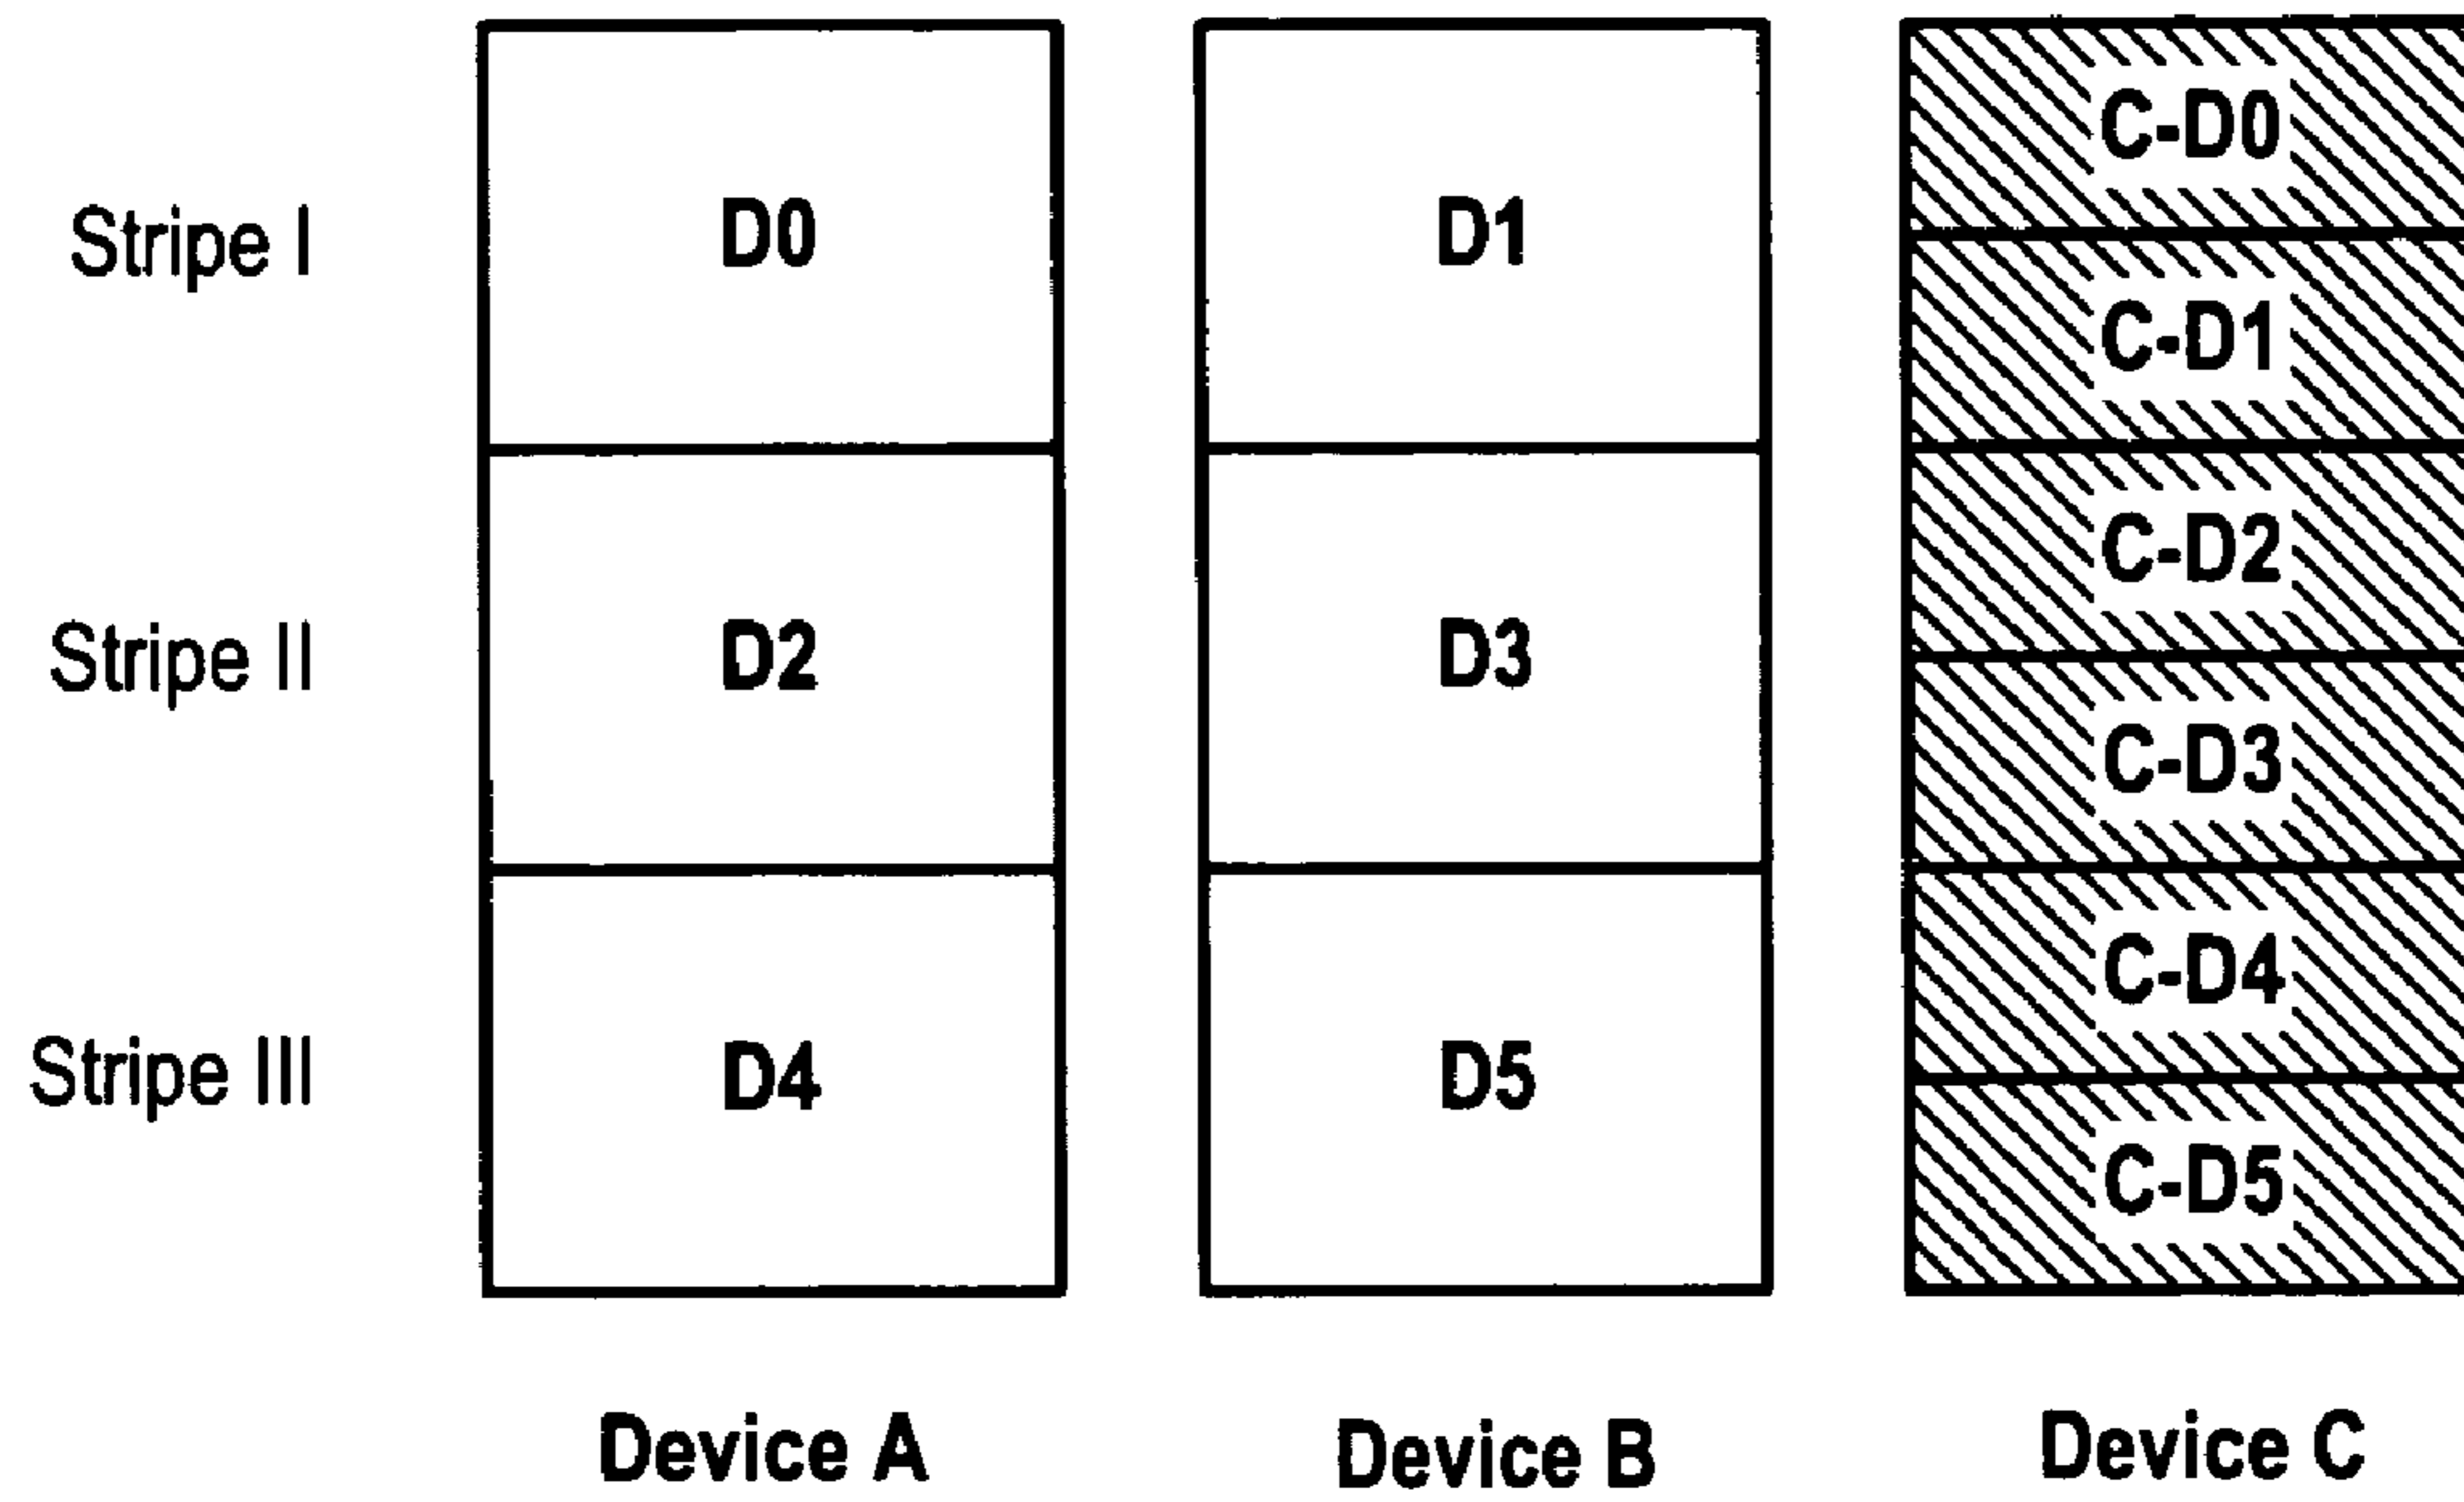 C-D0
Stripe I D0 D1
C-D1
C-D2
Stripe II D2 D3
C-D3
C-D4
Stripe III D4 D5
C-D5
Device A Device B Device C